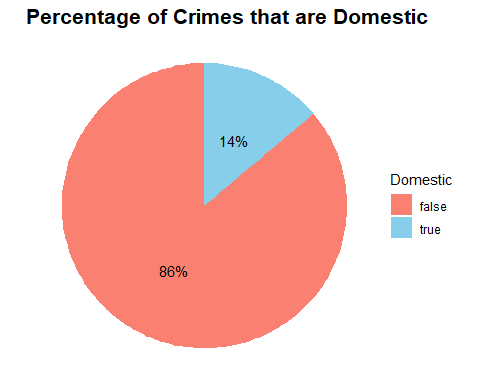 Percentage of Crimes that are Domestic
14%
86%
Domestic
false
true